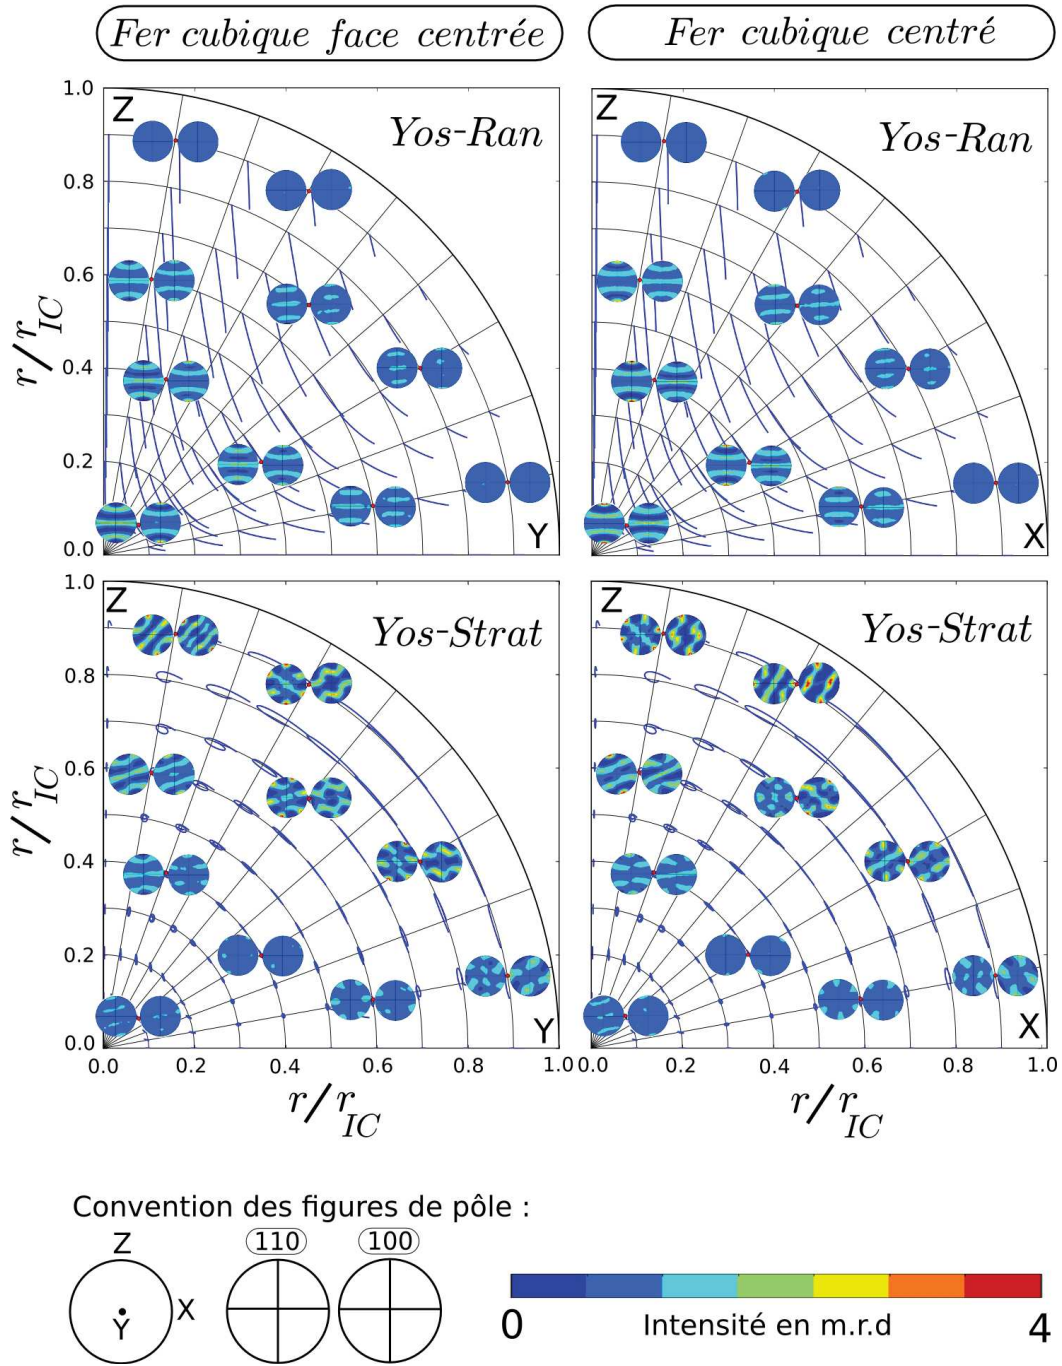 Fer cubique face centrée
Fer cubique centré
1.0
0.8
0.6
0.4
0.2
0.0
r/r_IC
Z
Yos-Ran
Y
Z
Yos-Ran
X
1.0
0.8
0.6
0.4
0.2
0.0
r/r_IC
Z
Yos-Strat
Y
Z
Yos-Strat
X
0.0 0.2 0.4 0.6 0.8 1.0
0.0 0.2 0.4 0.6 0.8 1.0
r/r_IC
r/r_IC
Convention des figures de pôle :
Z
X
Y
110
100
0
Intensité en m.r.d
4